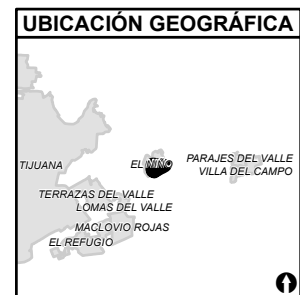 UBICACIÓN GEOGRÁFICA
TIJUANA
EL NIÑO
PARAJES DEL VALLE
VILLA DEL CAMPO
TERRAZAS DEL VALLE
LOMAS DEL VALLE
MACLOVIO ROJAS
EL REFUGIO